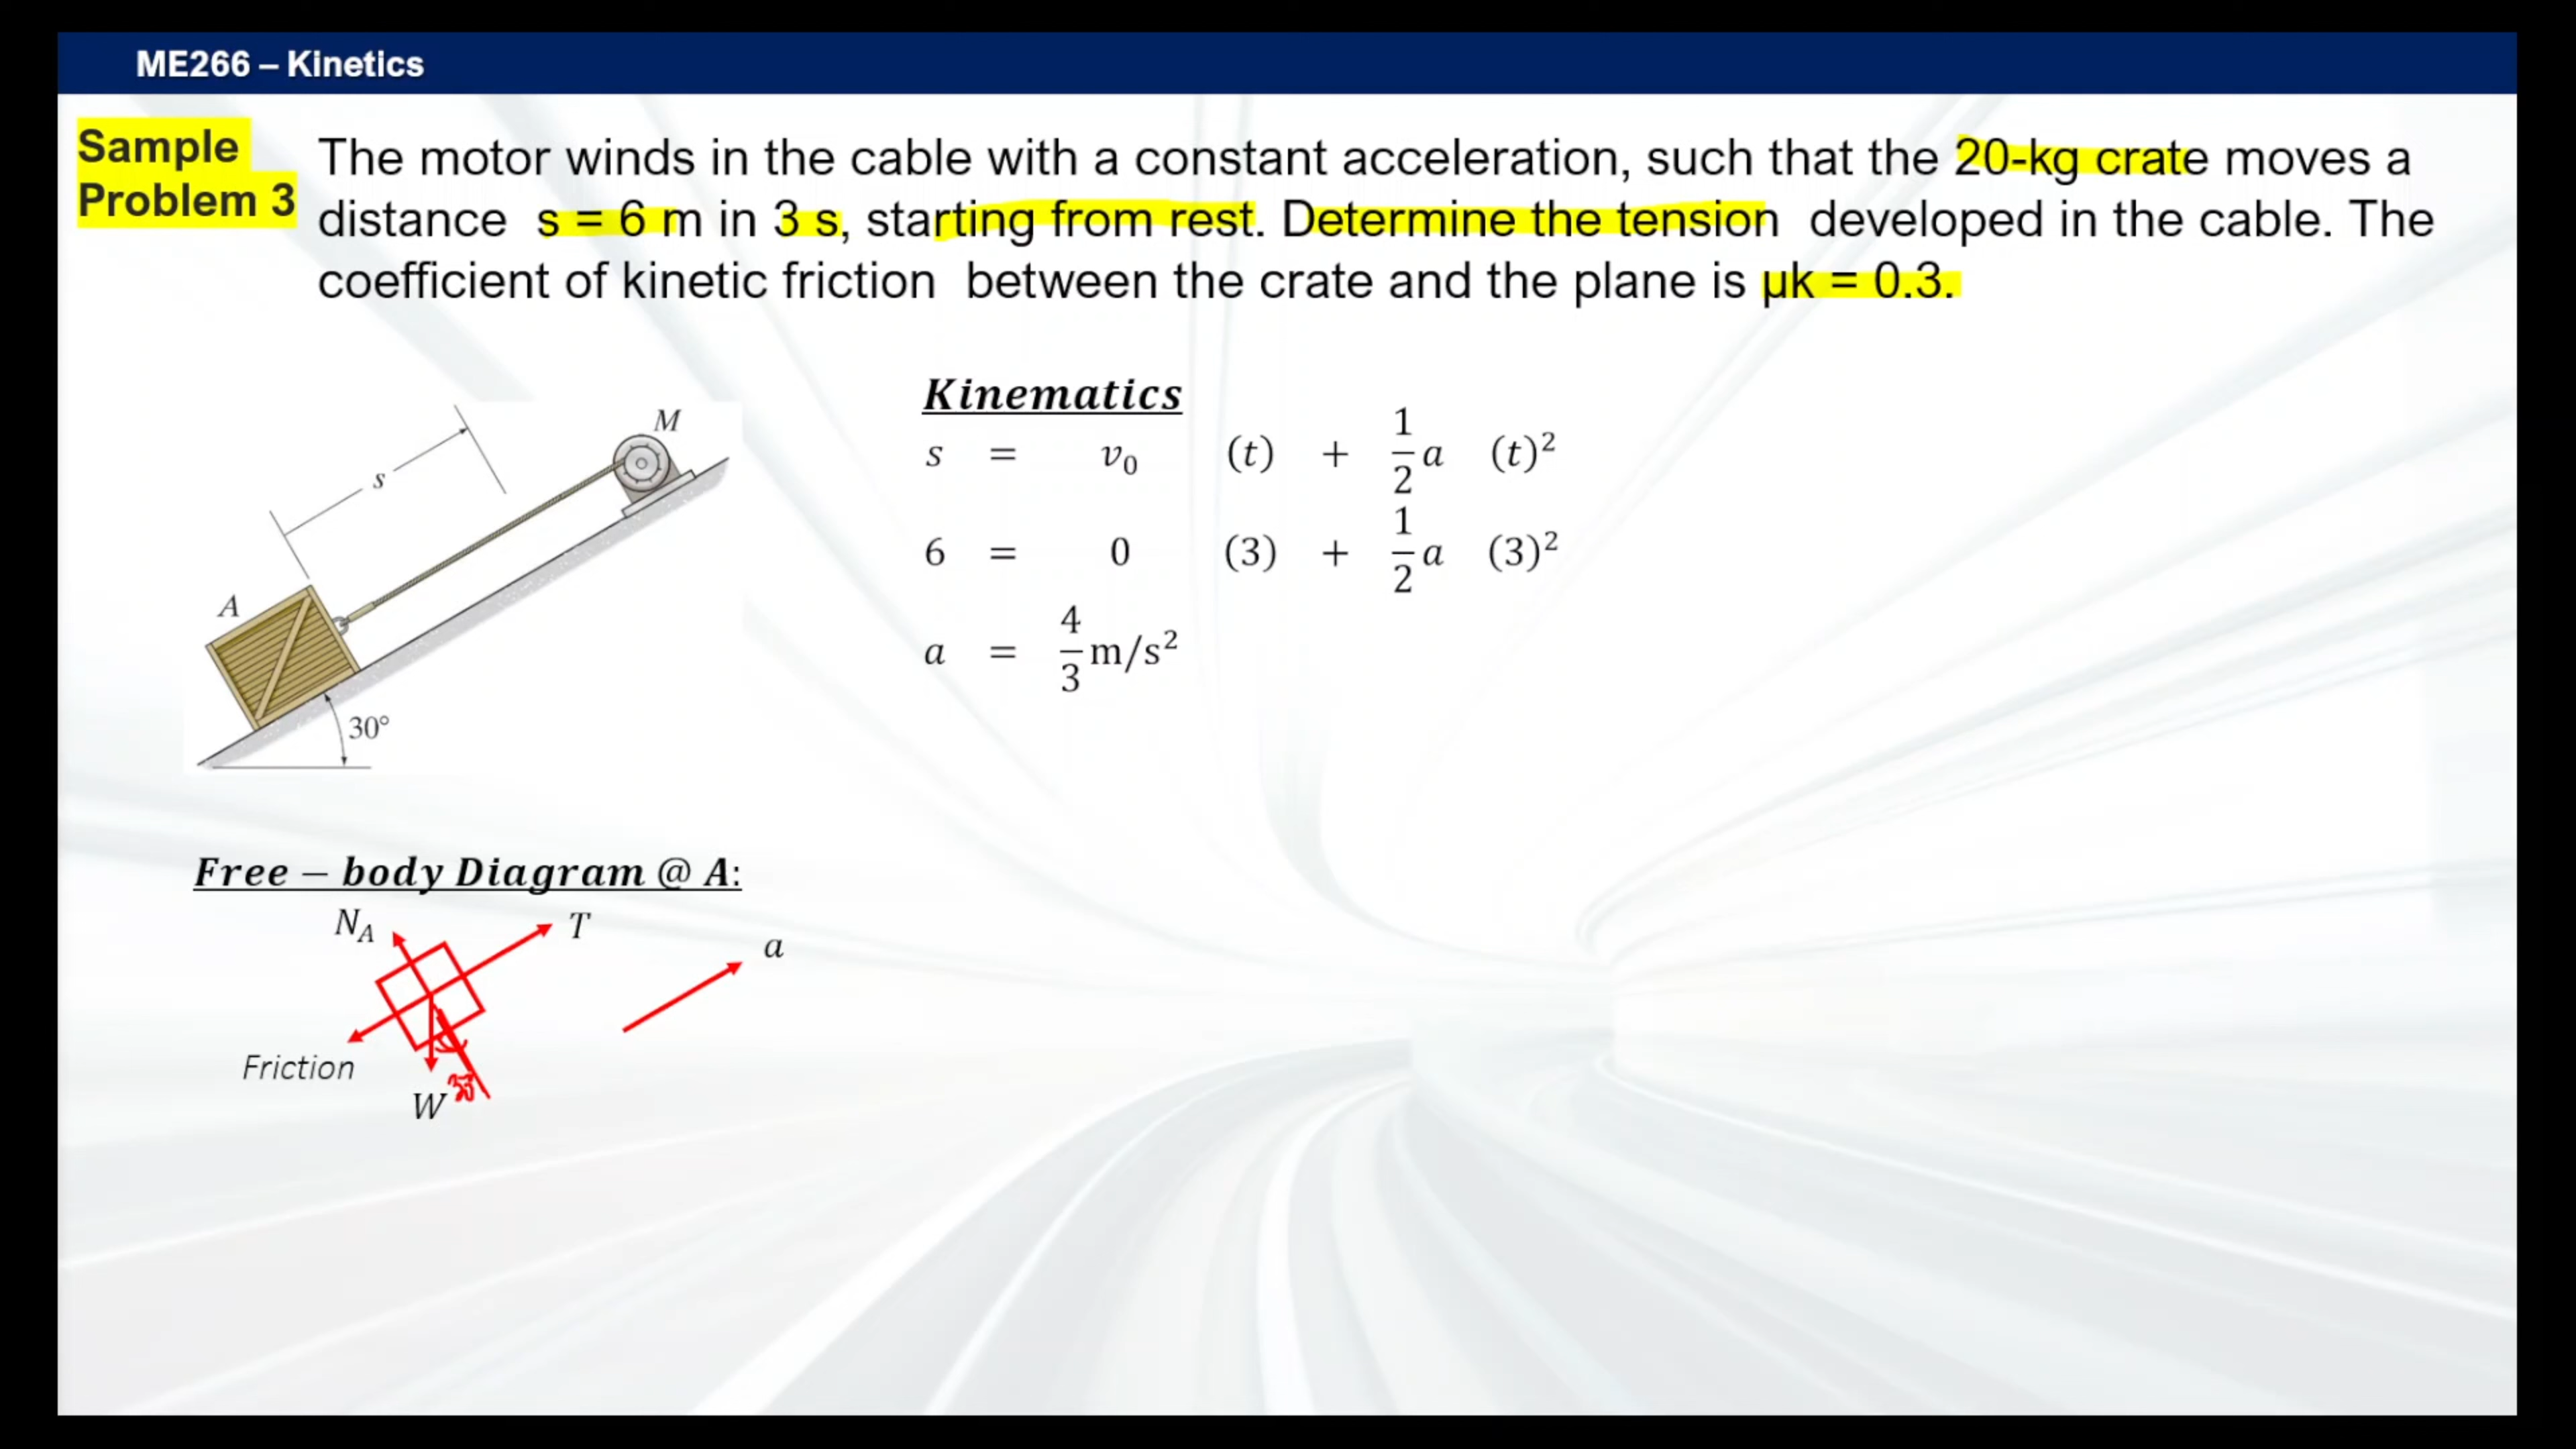 ME266 – Kinetics
Sample
Problem 3
The motor winds in the cable with a constant acceleration, such that the 20-kg crate moves a
distance s = 6 m in 3 s, starting from rest. Determine the tension developed in the cable. The
coefficient of kinetic friction between the crate and the plane is μk = 0.3.
M
s
A
30°
Kinematics
s = v₀ (t) + 1/2 a (t)²
6 = 0 (3) + 1/2 a (3)²
a = 4/3 m/s²
Free – body Diagram @ A:
N_A
T
a
Friction
W